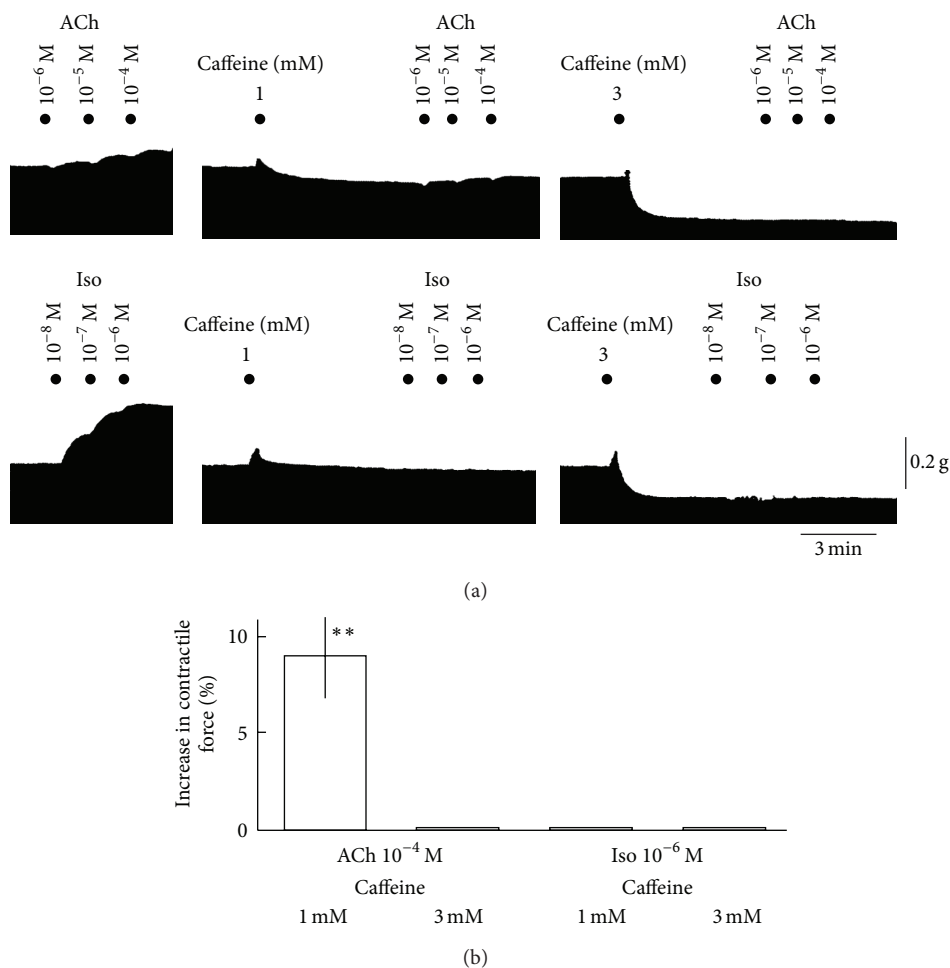 ACh
10⁻⁶ M
10⁻⁵ M
10⁻⁴ M
Caffeine (mM)
1
ACh
10⁻⁶ M
10⁻⁵ M
10⁻⁴ M
Caffeine (mM)
3
ACh
10⁻⁶ M
10⁻⁵ M
10⁻⁴ M
Iso
10⁻⁸ M
10⁻⁷ M
10⁻⁶ M
Caffeine (mM)
1
Iso
10⁻⁸ M
10⁻⁷ M
10⁻⁶ M
Caffeine (mM)
3
Iso
10⁻⁸ M
10⁻⁷ M
10⁻⁶ M
0.2 g
3 min
(a)
Increase in contractile
force (%)
10
5
0
**
ACh 10⁻⁴ M
Iso 10⁻⁶ M
Caffeine
Caffeine
1 mM
3 mM
1 mM
3 mM
(b)